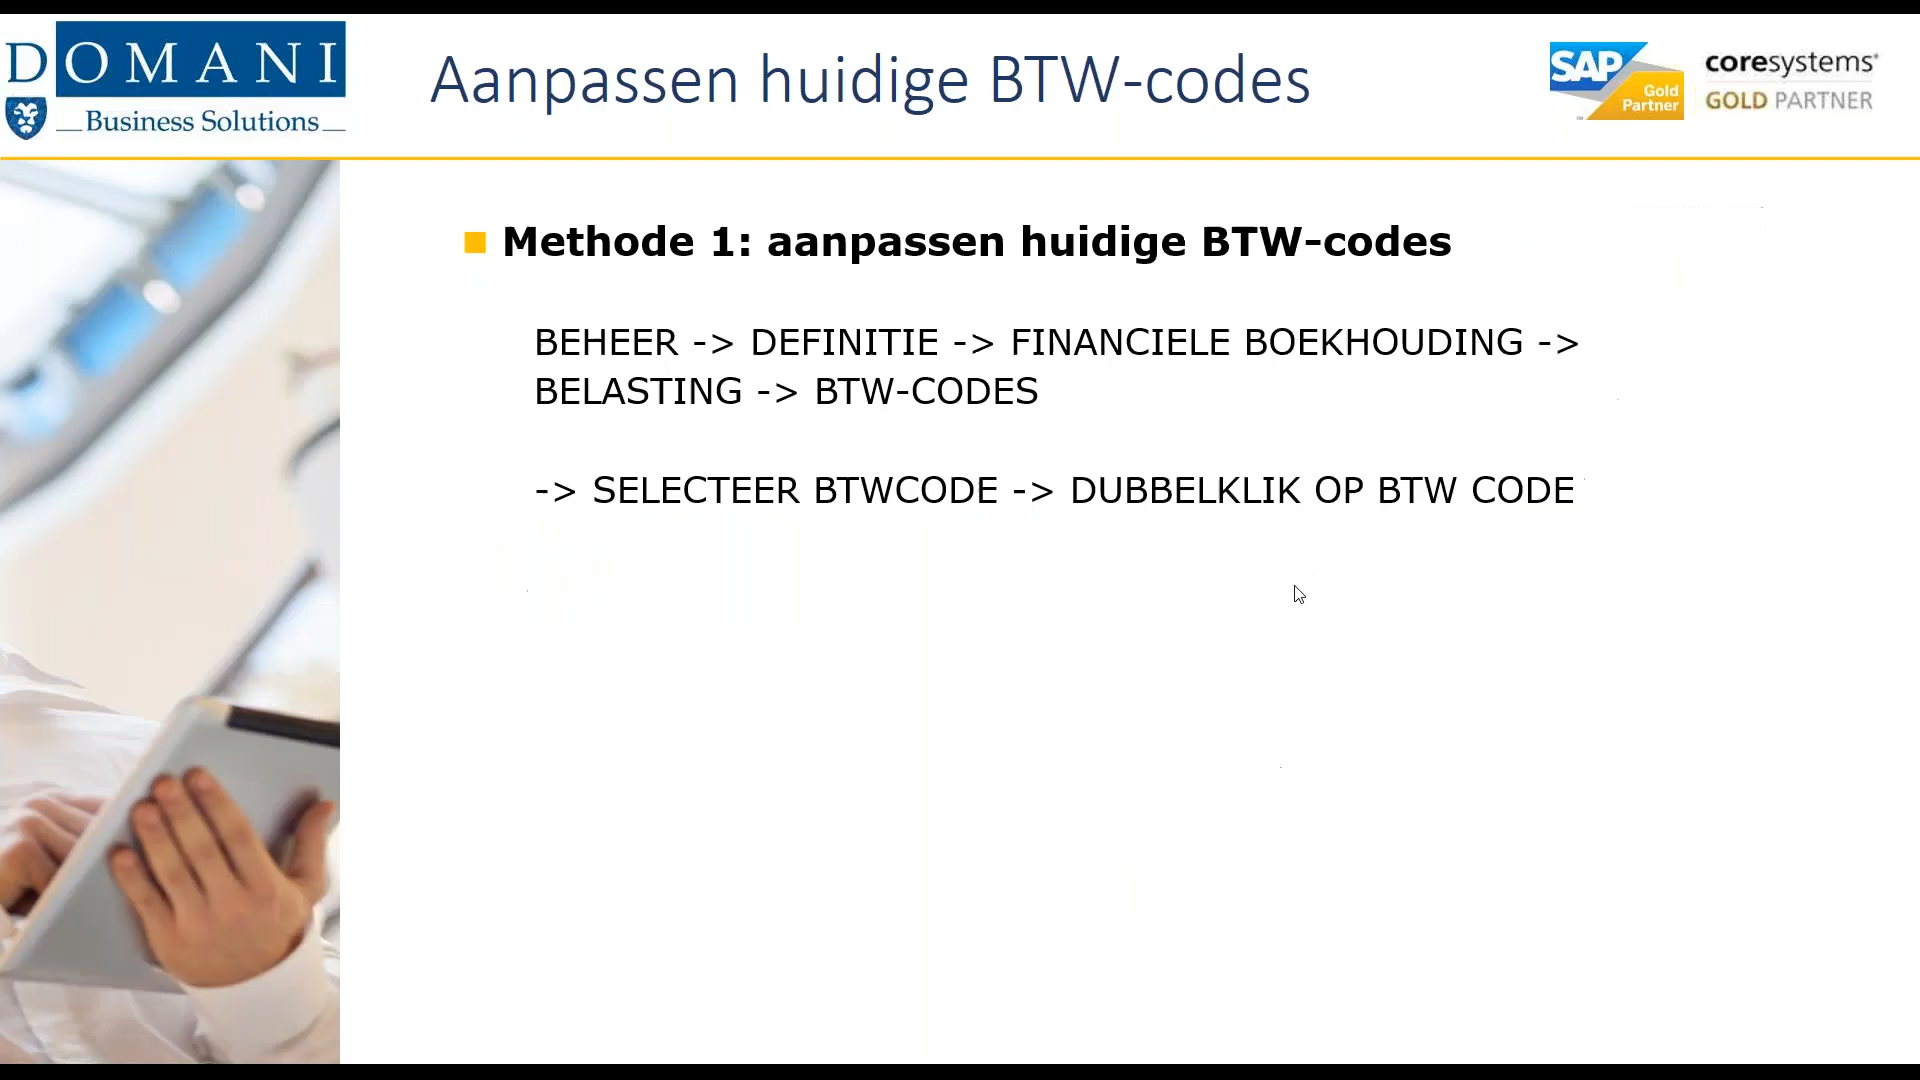 DOMANI
Business Solutions
Aanpassen huidige BTW-codes
SAP
Gold
Partner
™
coresystems®
GOLD PARTNER
Methode 1: aanpassen huidige BTW-codes
BEHEER -> DEFINITIE -> FINANCIELE BOEKHOUDING ->
BELASTING -> BTW-CODES
-> SELECTEER BTWCODE -> DUBBELKLIK OP BTW CODE